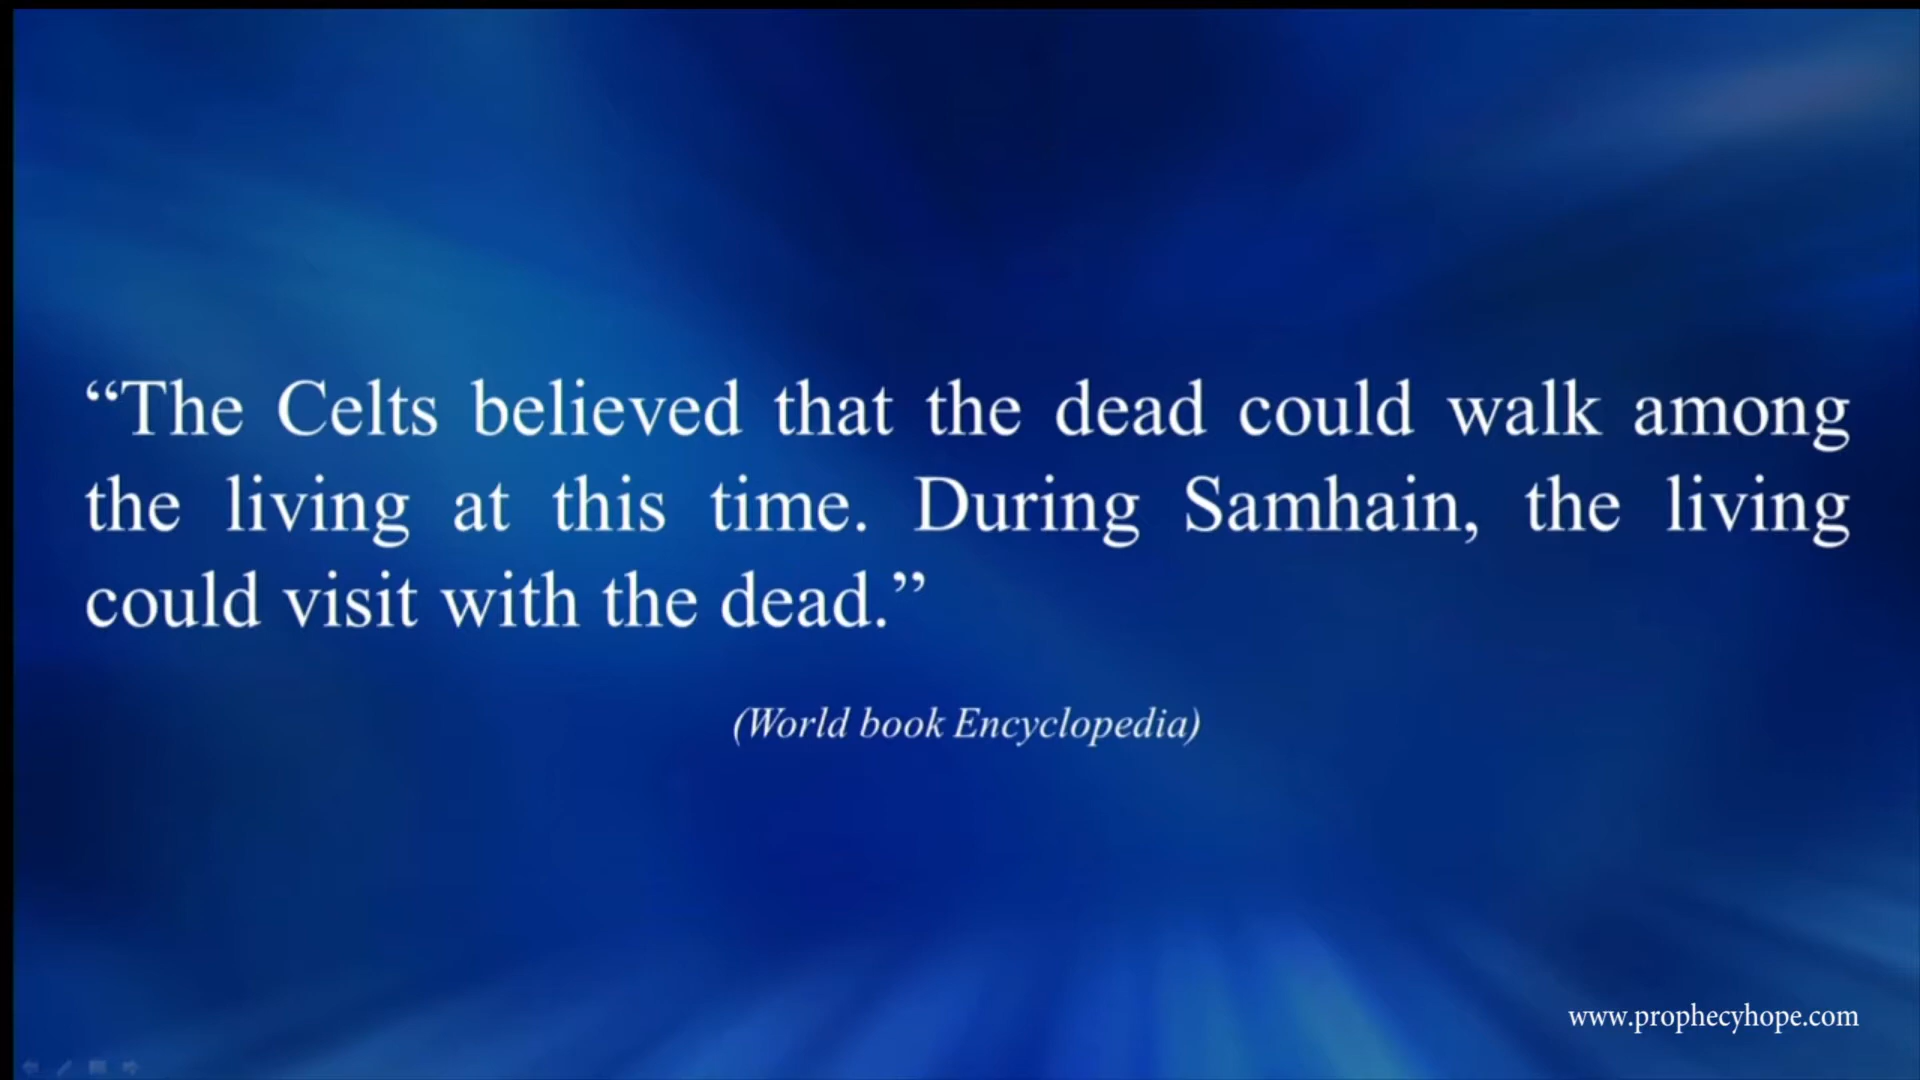 “The Celts believed that the dead could walk among
the living at this time. During Samhain, the living
could visit with the dead.”
(World book Encyclopedia)
www.prophecyhope.com